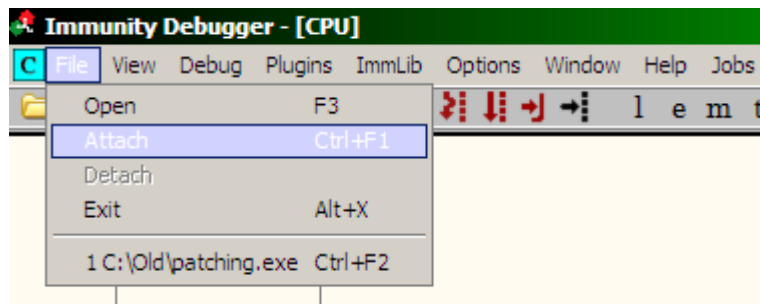 Immunity Debugger - [CPU]
C File View Debug Plugins ImmLib Options Window Help Jobs
l e m t
Open F3
Attach Ctrl+F1
Detach
Exit Alt+X
1 C:\Old\patching.exe Ctrl+F2